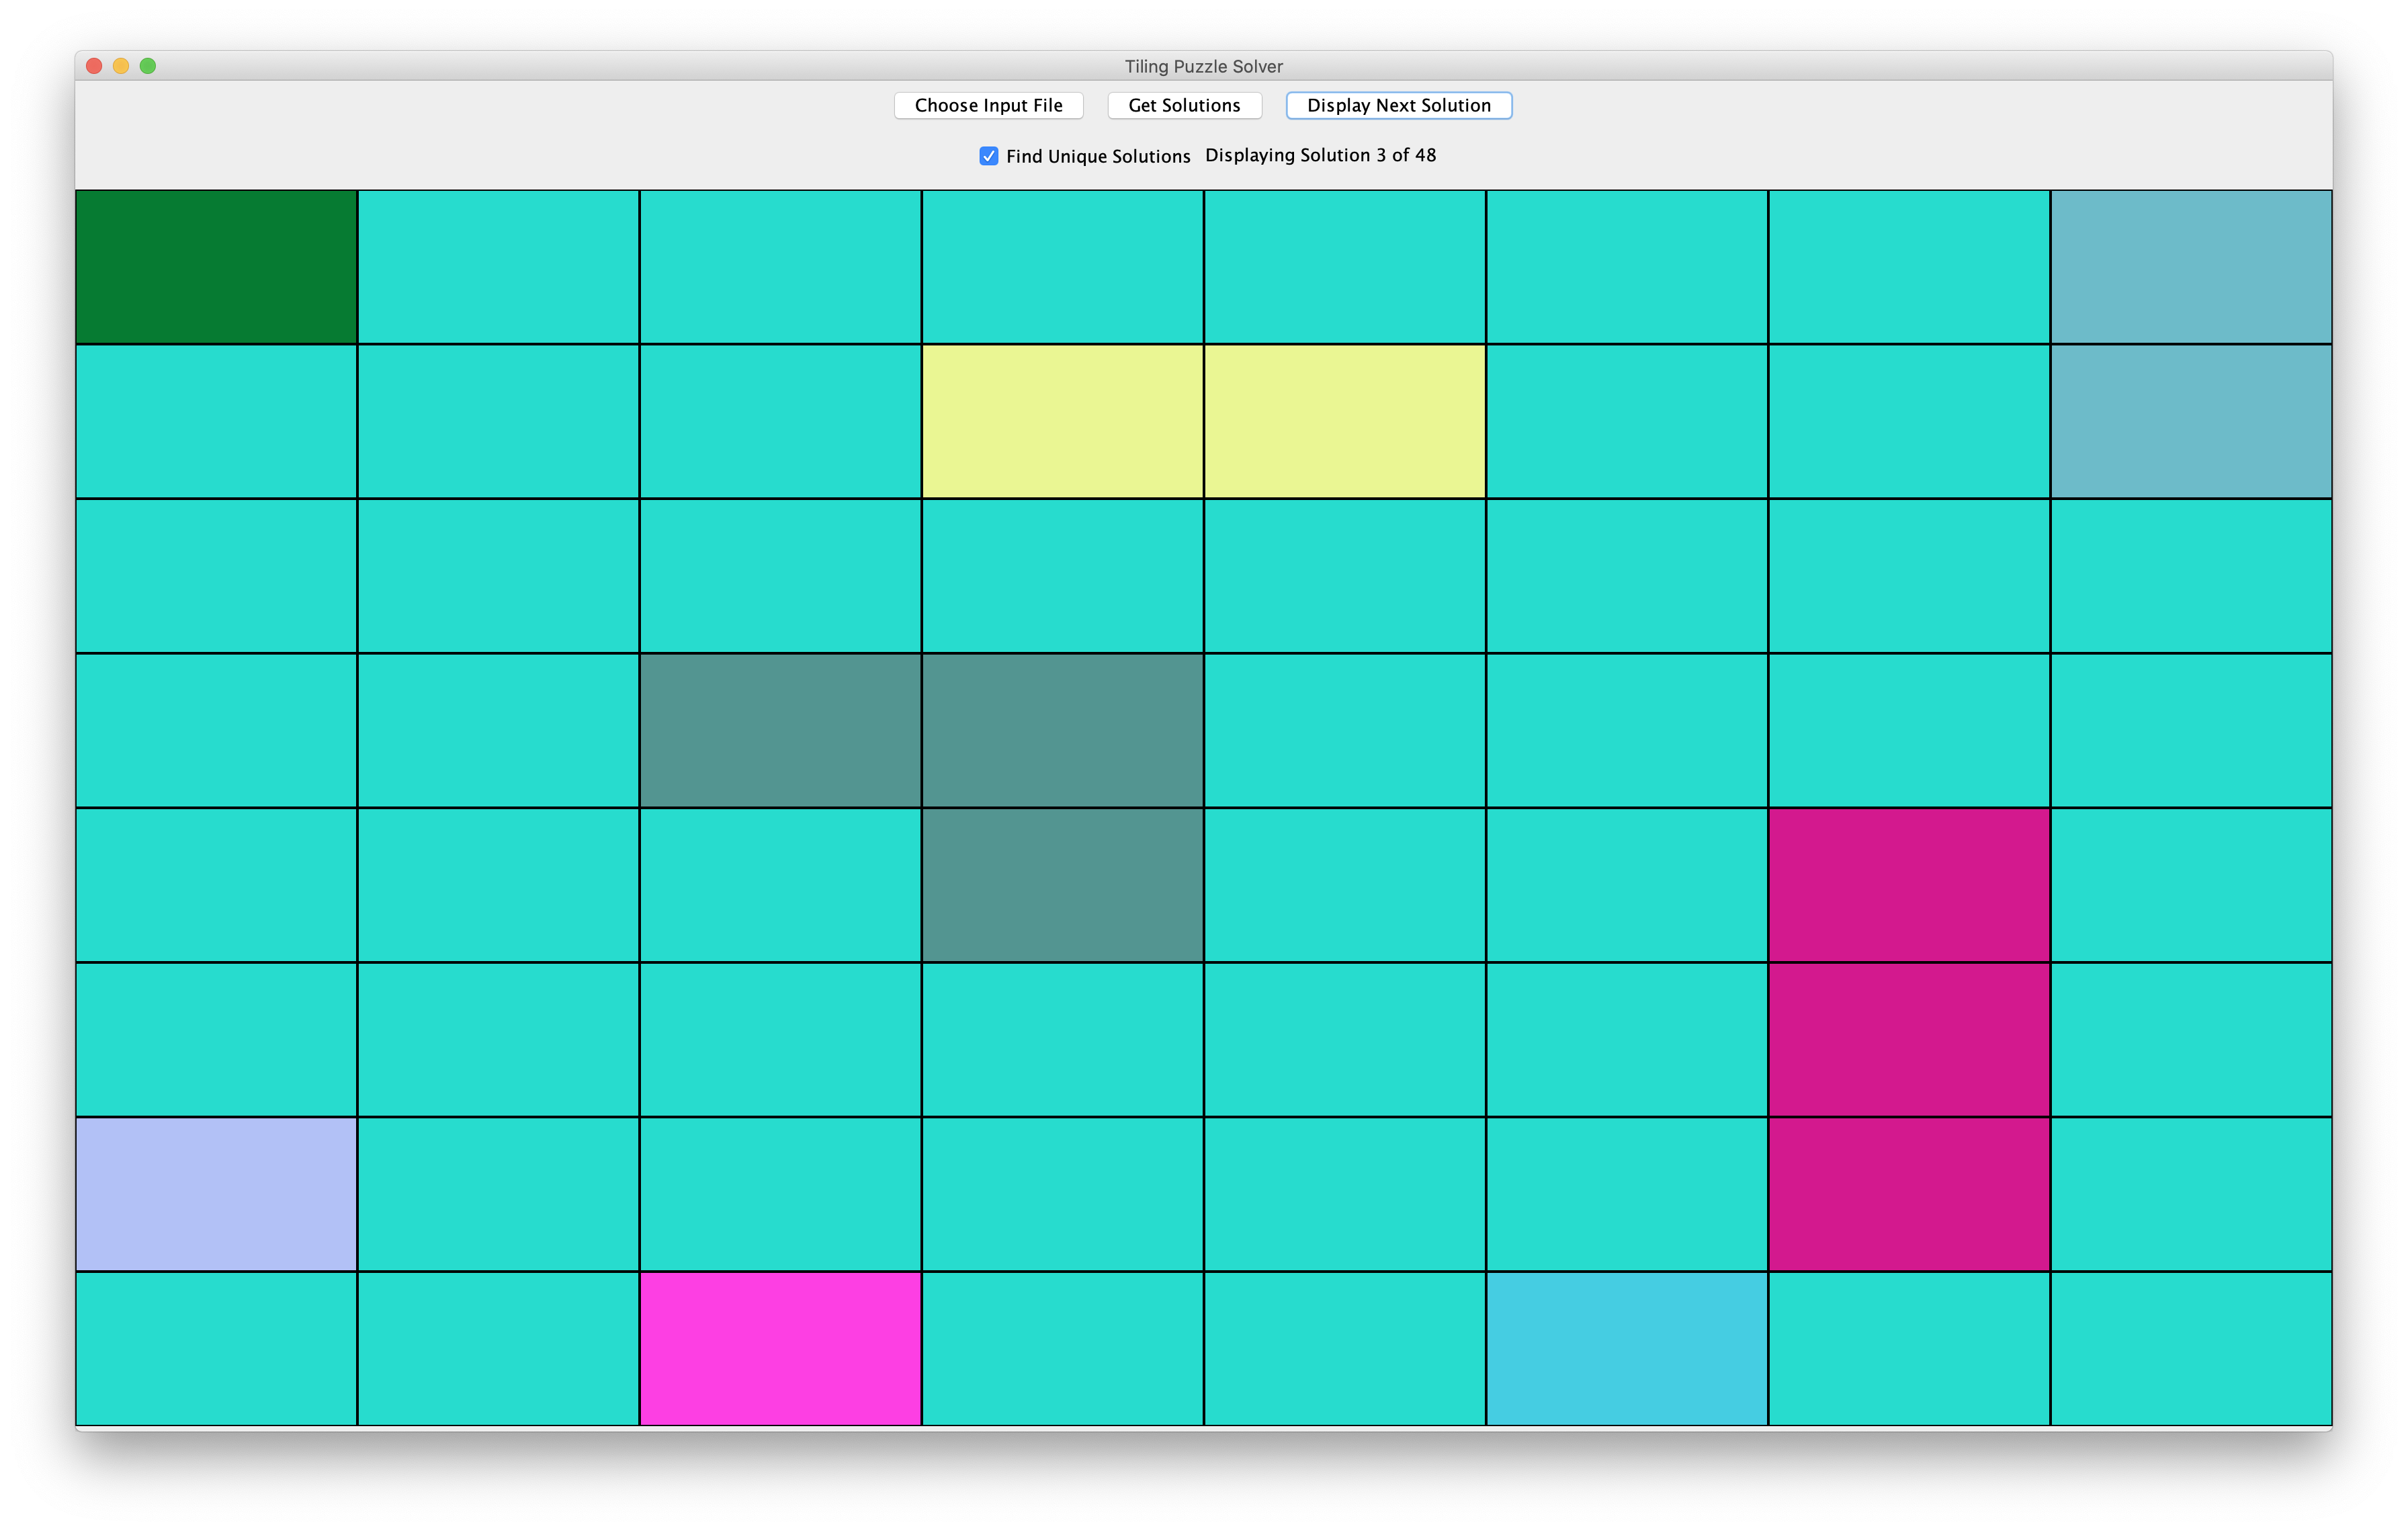 Tiling Puzzle Solver
Choose Input File Get Solutions Display Next Solution
Find Unique Solutions Displaying Solution 3 of 48